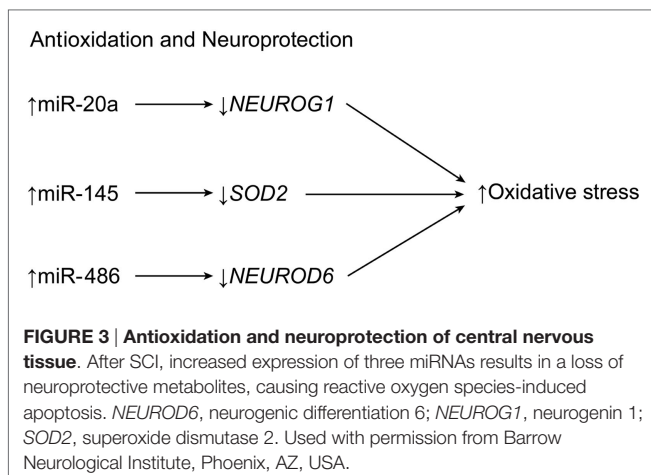 Antioxidation and Neuroprotection
↑miR-20a ↓NEUROG1
↑miR-145 ↓SOD2 ↑Oxidative stress
↑miR-486 ↓NEUROD6
FIGURE 3 | Antioxidation and neuroprotection of central nervous
tissue. After SCI, increased expression of three miRNAs results in a loss of
neuroprotective metabolites, causing reactive oxygen species-induced
apoptosis. NEUROD6, neurogenic differentiation 6; NEUROG1, neurogenin 1;
SOD2, superoxide dismutase 2. Used with permission from Barrow
Neurological Institute, Phoenix, AZ, USA.